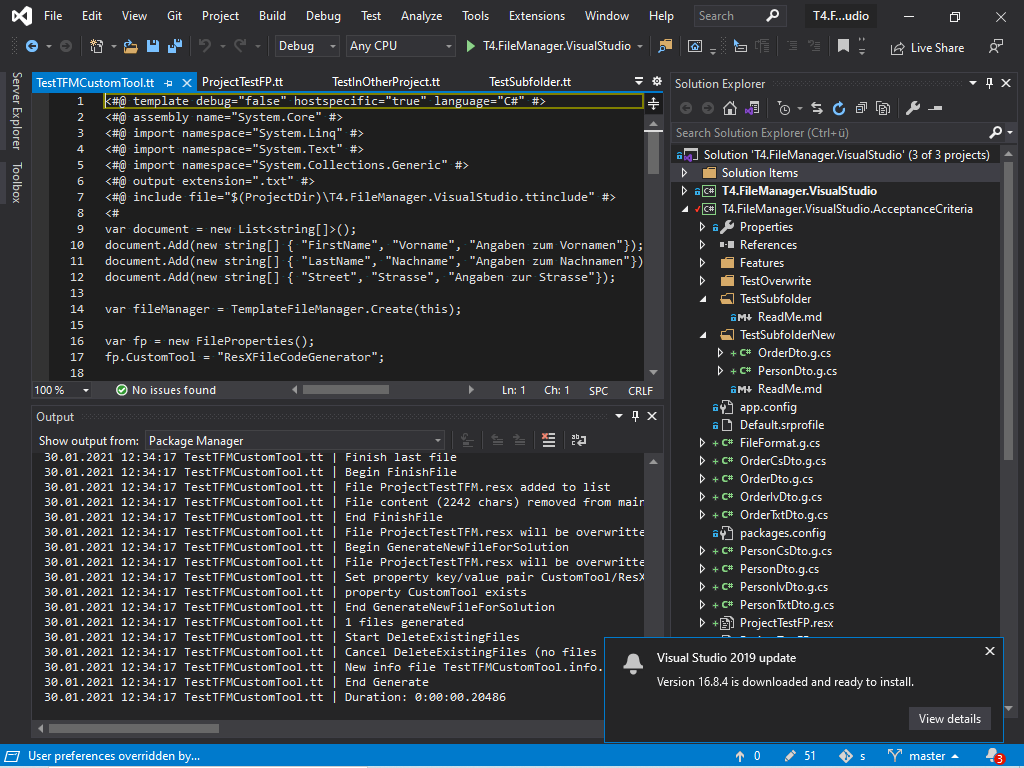 File Edit View Git Project Build Debug Test Analyze Tools Extensions Window Help Search T4.F...udio
Debug Any CPU T4.FileManager.VisualStudio Live Share
Server Explorer
Toolbox
TestTFMCustomTool.tt ProjectTestFP.tt TestInOtherProject.tt TestSubfolder.tt
1 <#@ template debug="false" hostspecific="true" language="C#" #>
2 <#@ assembly name="System.Core" #>
3 <#@ import namespace="System.Linq" #>
4 <#@ import namespace="System.Text" #>
5 <#@ import namespace="System.Collections.Generic" #>
6 <#@ output extension=".txt" #>
7 <#@ include file="$(ProjectDir)\T4.FileManager.VisualStudio.ttinclude" #>
8 <#
9 var document = new List<string[]>();
10 document.Add(new string[] { "FirstName", "Vorname", "Angaben zum Vornamen"});
11 document.Add(new string[] { "LastName", "Nachname", "Angaben zum Nachnamen"})
12 document.Add(new string[] { "Street", "Strasse", "Angaben zur Strasse"});
13
14 var fileManager = TemplateFileManager.Create(this);
15
16 var fp = new FileProperties();
17 fp.CustomTool = "ResXFileCodeGenerator";
18
100 % No issues found Ln: 1 Ch: 1 SPC CRLF
Output
Show output from: Package Manager
30.01.2021 12:34:17 TestTFMCustomTool.tt | Finish last file
30.01.2021 12:34:17 TestTFMCustomTool.tt | Begin FinishFile
30.01.2021 12:34:17 TestTFMCustomTool.tt | File ProjectTestTFM.resx added to list
30.01.2021 12:34:17 TestTFMCustomTool.tt | File content (2242 chars) removed from main
30.01.2021 12:34:17 TestTFMCustomTool.tt | End FinishFile
30.01.2021 12:34:17 TestTFMCustomTool.tt | File ProjectTestTFM.resx will be overwritte
30.01.2021 12:34:17 TestTFMCustomTool.tt | Begin GenerateNewFileForSolution
30.01.2021 12:34:17 TestTFMCustomTool.tt | File ProjectTestTFM.resx will be overwritte
30.01.2021 12:34:17 TestTFMCustomTool.tt | Set property key/value pair CustomTool/ResX
30.01.2021 12:34:17 TestTFMCustomTool.tt | property CustomTool exists
30.01.2021 12:34:17 TestTFMCustomTool.tt | End GenerateNewFileForSolution
30.01.2021 12:34:17 TestTFMCustomTool.tt | 1 files generated
30.01.2021 12:34:17 TestTFMCustomTool.tt | Start DeleteExistingFiles
30.01.2021 12:34:17 TestTFMCustomTool.tt | Cancel DeleteExistingFiles (no files
30.01.2021 12:34:17 TestTFMCustomTool.tt | New info file TestTFMCustomTool.info.
30.01.2021 12:34:17 TestTFMCustomTool.tt | End Generate
30.01.2021 12:34:17 TestTFMCustomTool.tt | Duration: 0:00:00.20486
Solution Explorer
Search Solution Explorer (Ctrl+ü)
Solution 'T4.FileManager.VisualStudio' (3 of 3 projects)
Solution Items
C# T4.FileManager.VisualStudio
C# T4.FileManager.VisualStudio.AcceptanceCriteria
Properties
References
Features
TestOverwrite
TestSubfolder
M+ ReadMe.md
TestSubfolderNew
+ C# OrderDto.g.cs
+ C# PersonDto.g.cs
M+ ReadMe.md
app.config
Default.srprofile
+ C# FileFormat.g.cs
+ C# OrderCsDto.g.cs
+ C# OrderDto.g.cs
+ C# OrderIvDto.g.cs
+ C# OrderTxtDto.g.cs
packages.config
+ C# PersonCsDto.g.cs
+ C# PersonDto.g.cs
+ C# PersonIvDto.g.cs
+ C# PersonTxtDto.g.cs
+ ProjectTestFP.resx
Visual Studio 2019 update
Version 16.8.4 is downloaded and ready to install.
View details
User preferences overridden by... 0 51 s master 3